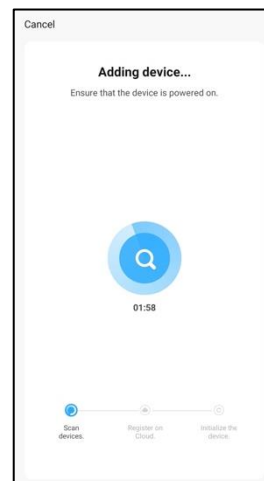 Cancel
Adding device...
Ensure that the device is powered on.
01:58
Scan
devices.
Register on
Cloud.
Initialize the
device.